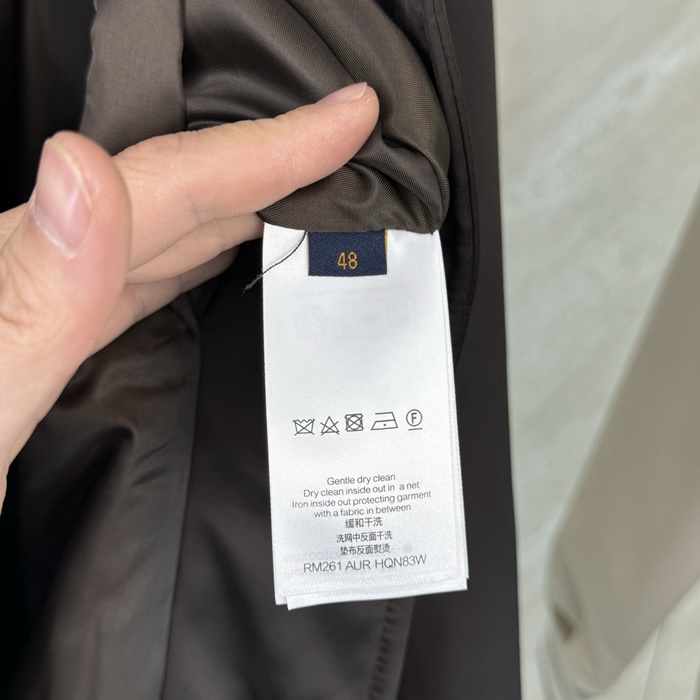 48
F
Gentle dry clean
Dry clean inside out in a net
Iron inside out protecting garment
with a fabric in between
缓和干洗
洗网中反面干洗
垫布反面熨烫
RM261 AUR HQN83W